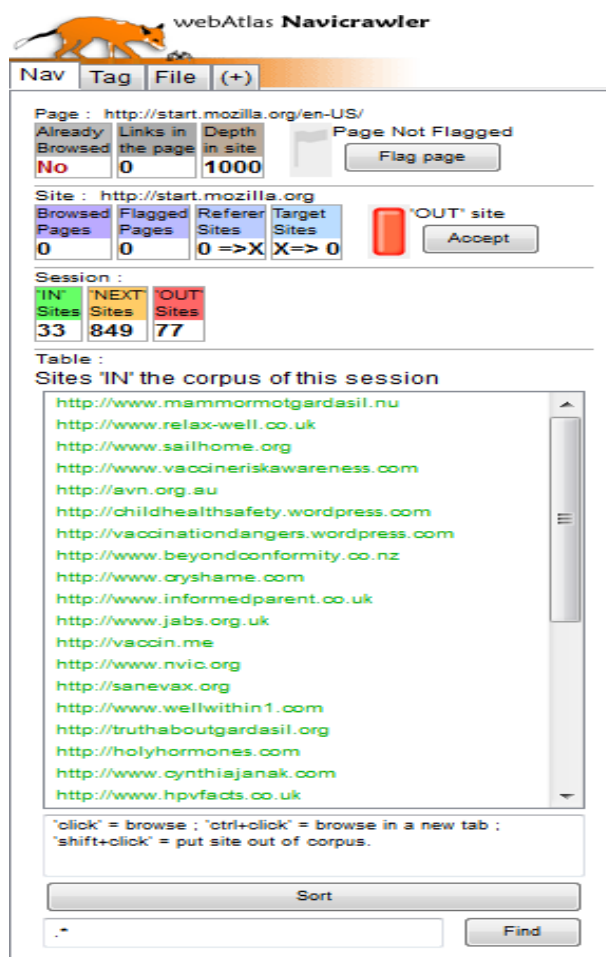 webAtlas Navicrawler
Nav Tag File (+)
Page : http://start.mozilla.org/en-US/
Already Browsed Links in the page Depth in site Page Not Flagged
No 0 1000 Flag page
Site : http://start.mozilla.org
Browsed Pages Flagged Pages Referer Sites Target Sites "OUT" site
0 0 0 =>X X=> 0 Accept
Session :
"IN" Sites "NEXT" Sites "OUT" Sites
33 849 77
Table :
Sites "IN" the corpus of this session
http://www.mammormotgardasil.nu
http://www.relax-well.co.uk
http://www.sailhome.org
http://www.vaccineriskawareness.com
http://avn.org.au
http://childhealthsafety.wordpress.com
http://vaccinationdangers.wordpress.com
http://www.beyondconformity.co.nz
http://www.cryshame.com
http://www.informedparent.co.uk
http://www.jabs.org.uk
http://vaccin.me
http://www.nvic.org
http://sanevax.org
http://www.wellwithin1.com
http://truthaboutgardasil.org
http://holyhormones.com
http://www.cynthiajanak.com
http://www.hpvfacts.co.uk
"click" = browse ; "ctrl+click" = browse in a new tab ;
"shift+click" = put site out of corpus.
Sort
.* Find